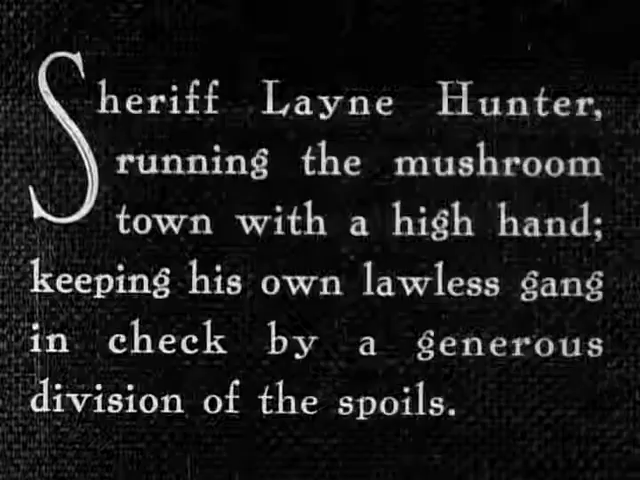 Sheriff Layne Hunter,
running the mushroom
town with a high hand;
keeping his own lawless gang
in check by a generous
division of the spoils.